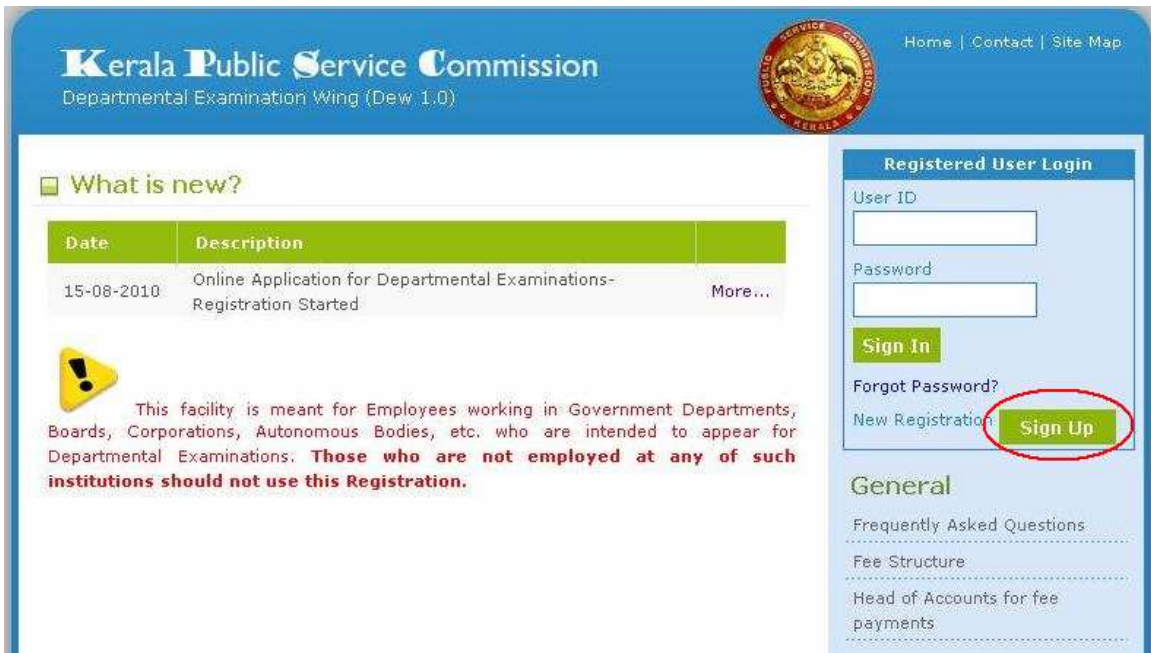 Kerala Public Service Commission
Departmental Examination Wing (Dew 1.0)
PUBLIC SERVICE COMMISSION
KERALA
Home | Contact | Site Map
What is new?
Date Description
15-08-2010 Online Application for Departmental Examinations- More...
Registration Started
This facility is meant for Employees working in Government Departments,
Boards, Corporations, Autonomous Bodies, etc. who are intended to appear for
Departmental Examinations. Those who are not employed at any of such
institutions should not use this Registration.
Registered User Login
User ID
Password
Sign In
Forgot Password?
New Registration Sign Up
General
Frequently Asked Questions
Fee Structure
Head of Accounts for fee
payments